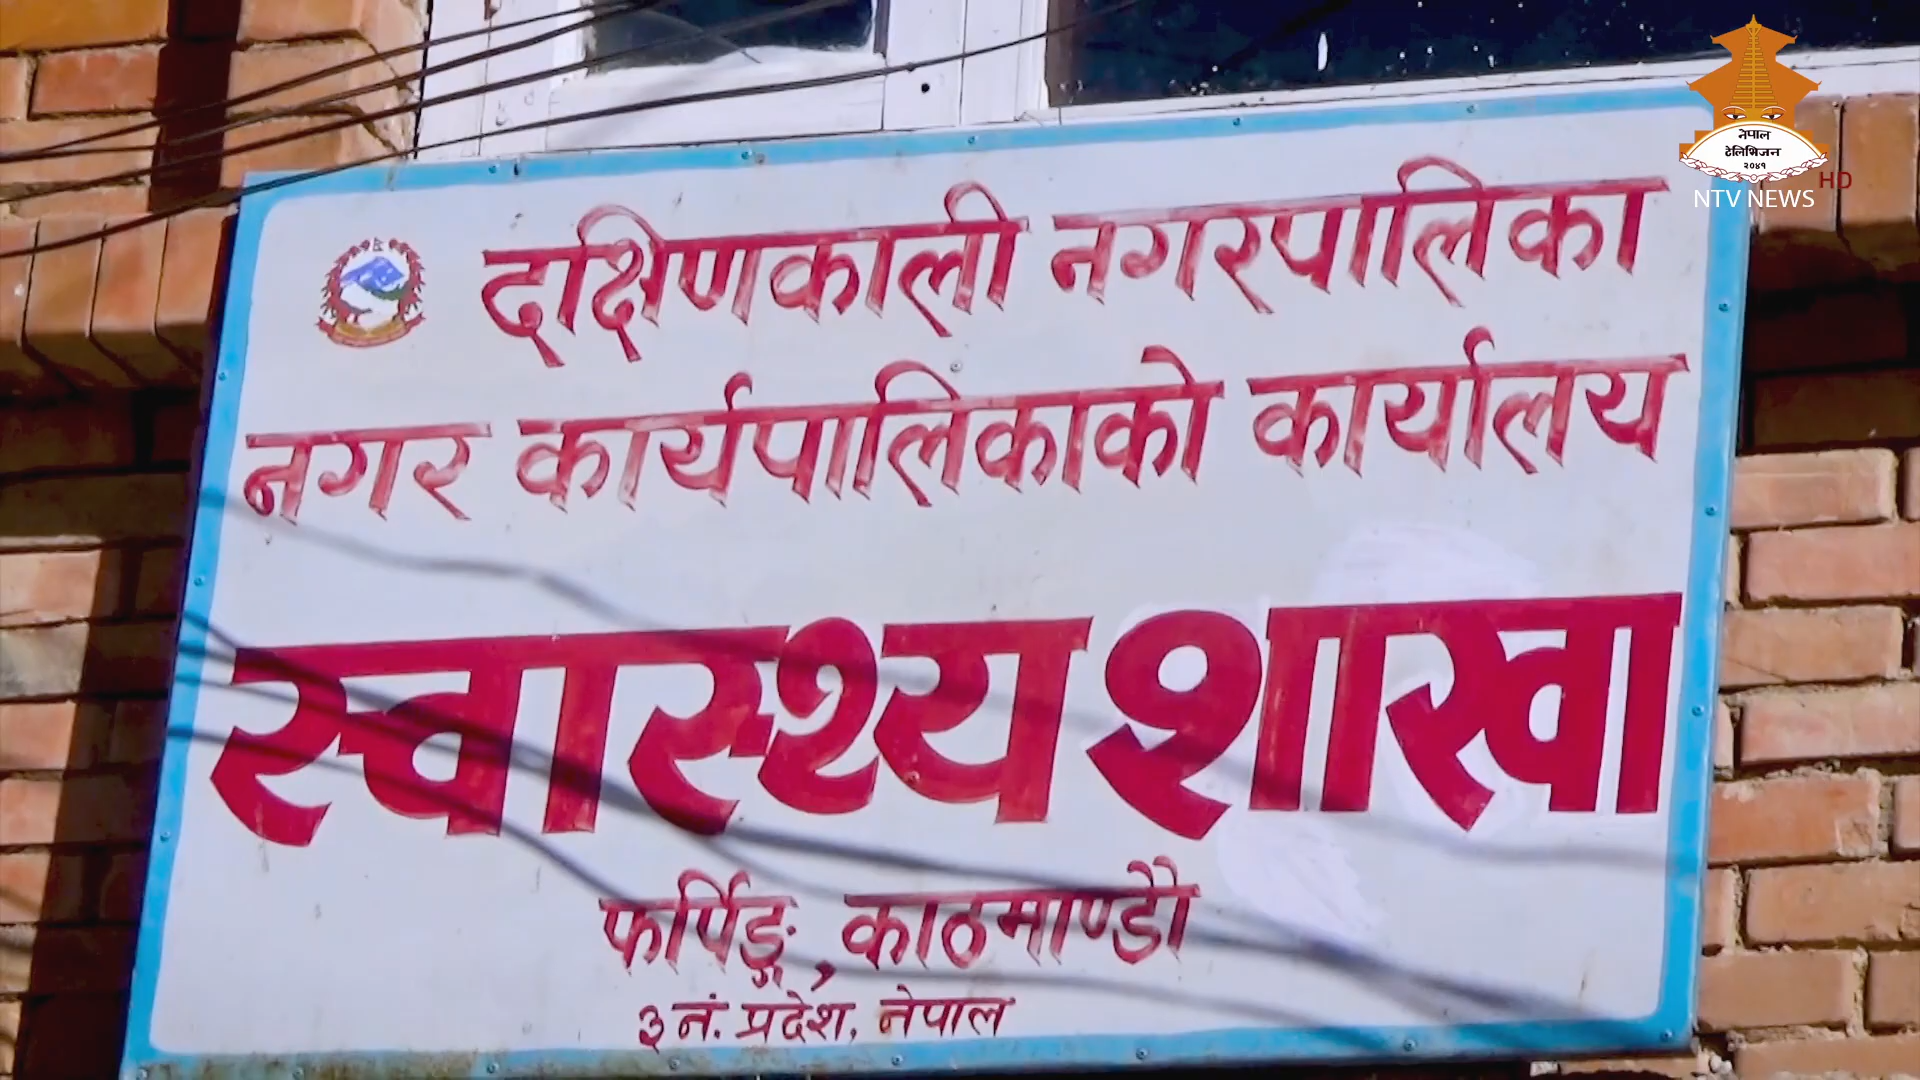 नेपाल
टेलिभिजन
२०४१
NTV NEWS HD
दक्षिणकाली नगरपालिका
नगर कार्यपालिकाको कार्यालय
स्वास्थ्य शाखा
फर्पिङ्ग, काठमाण्डौ
३ नं. प्रदेश, नेपाल